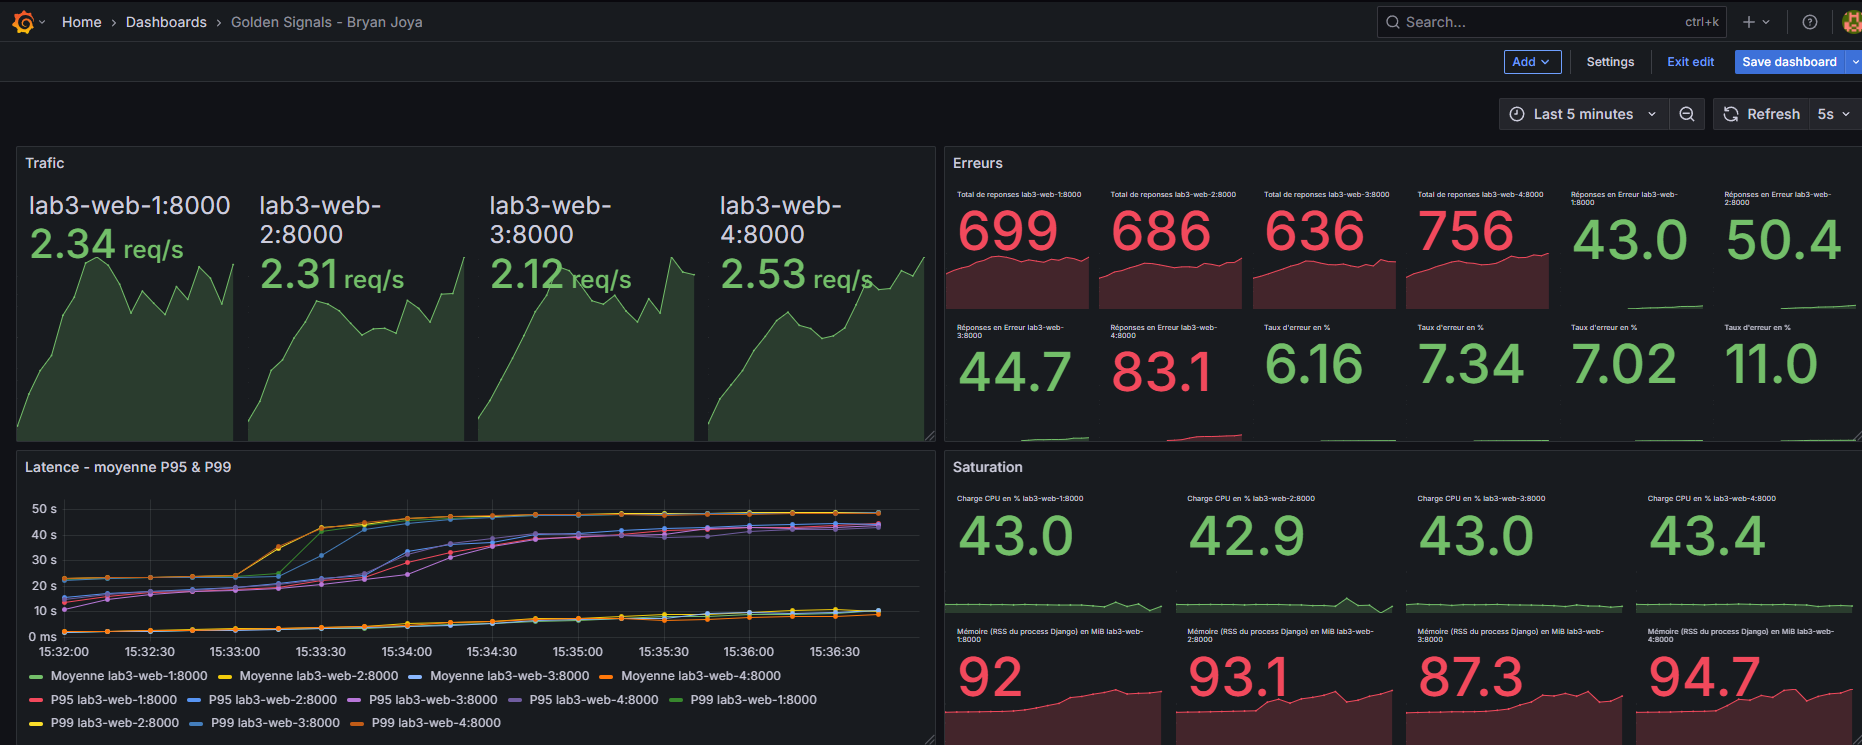 Home › Dashboards › Golden Signals - Bryan Joya
Search... ctrl+k
Add Settings Exit edit Save dashboard
Last 5 minutes Refresh 5s
Trafic
lab3-web-1:8000
2.34 req/s
lab3-web-
2:8000
2.31 req/s
lab3-web-
3:8000
2.12 req/s
lab3-web-
4:8000
2.53 req/s
Erreurs
Total de reponses lab3-web-1:8000
699
Total de reponses lab3-web-2:8000
686
Total de reponses lab3-web-3:8000
636
Total de reponses lab3-web-4:8000
756
Réponses en Erreur lab3-web-
1:8000
43.0
Réponses en Erreur lab3-web-
2:8000
50.4
Réponses en Erreur lab3-web-
3:8000
44.7
Réponses en Erreur lab3-web-
4:8000
83.1
Taux d'erreur en %
6.16
Taux d'erreur en %
7.34
Taux d'erreur en %
7.02
Taux d'erreur en %
11.0
Latence - moyenne P95 & P99
50 s
40 s
30 s
20 s
10 s
0 ms
15:32:00 15:32:30 15:33:00 15:33:30 15:34:00 15:34:30 15:35:00 15:35:30 15:36:00 15:36:30
Moyenne lab3-web-1:8000 Moyenne lab3-web-2:8000 Moyenne lab3-web-3:8000 Moyenne lab3-web-4:8000
P95 lab3-web-1:8000 P95 lab3-web-2:8000 P95 lab3-web-3:8000 P95 lab3-web-4:8000 P99 lab3-web-1:8000
P99 lab3-web-2:8000 P99 lab3-web-3:8000 P99 lab3-web-4:8000
Saturation
Charge CPU en % lab3-web-1:8000
43.0
Charge CPU en % lab3-web-2:8000
42.9
Charge CPU en % lab3-web-3:8000
43.0
Charge CPU en % lab3-web-4:8000
43.4
Mémoire (RSS du process Django) en MiB lab3-web-
1:8000
92
Mémoire (RSS du process Django) en MiB lab3-web-
2:8000
93.1
Mémoire (RSS du process Django) en MiB lab3-web-
3:8000
87.3
Mémoire (RSS du process Django) en MiB lab3-web-
4:8000
94.7